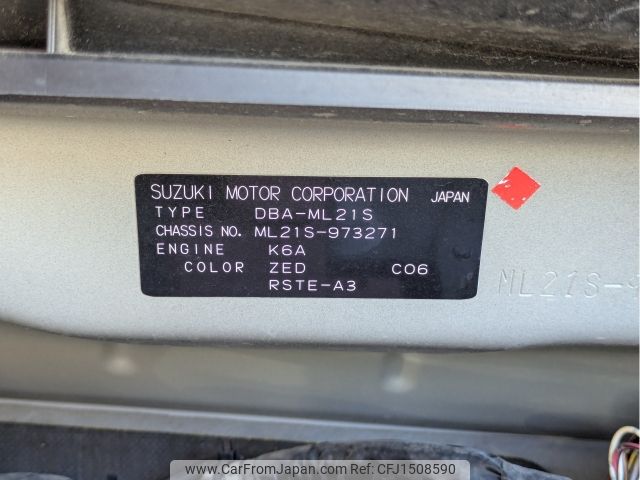 SUZUKI MOTOR CORPORATION JAPAN
TYPE DBA-ML21S
CHASSIS NO. ML21S-973271
ENGINE K6A
COLOR ZED C06
RSTE-A3
ML21S-9
www.CarFromJapan.com - CFJ1508590